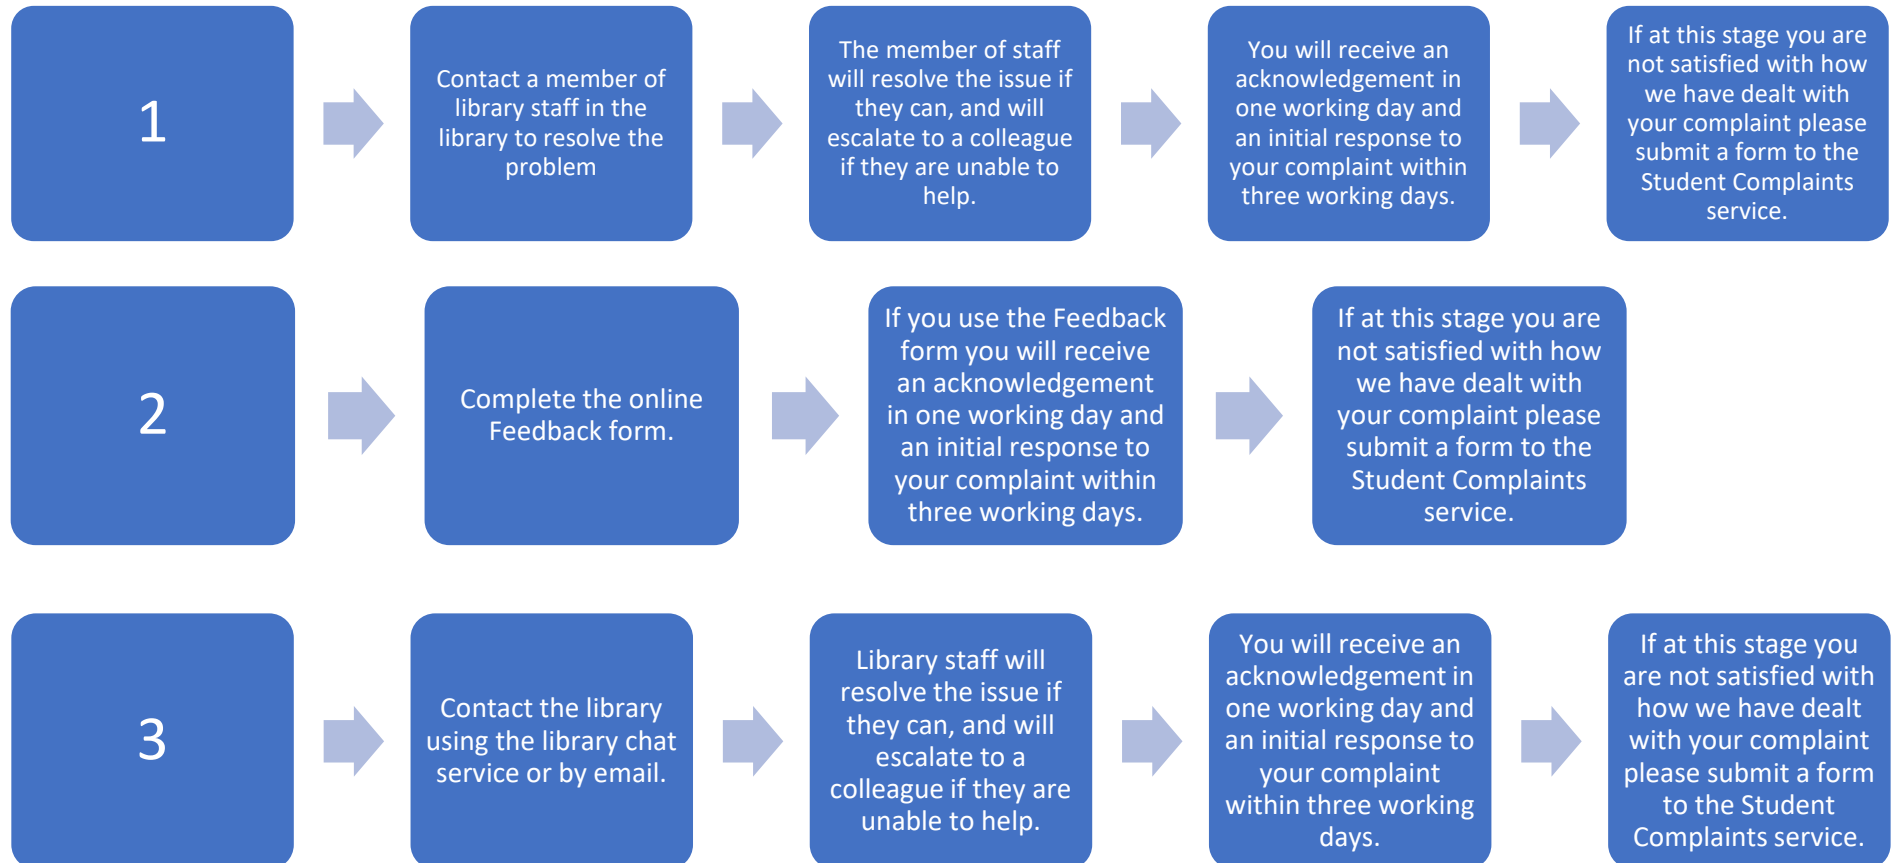 1
Contact a member of
library staff in the
library to resolve the
problem
The member of staff
will resolve the issue if
they can, and will
escalate to a colleague
if they are unable to
help.
You will receive an
acknowledgement in
one working day and
an initial response to
your complaint within
three working days.
If at this stage you are
not satisfied with how
we have dealt with
your complaint please
submit a form to the
Student Complaints
service.
2
Complete the online
Feedback form.
If you use the Feedback
form you will receive
an acknowledgement
in one working day and
an initial response to
your complaint within
three working days.
If at this stage you are
not satisfied with how
we have dealt with
your complaint please
submit a form to the
Student Complaints
service.
3
Contact the library
using the library chat
service or by email.
Library staff will
resolve the issue if
they can, and will
escalate to a
colleague if they are
unable to help.
You will receive an
acknowledgement in
one working day and
an initial response to
your complaint
within three working
days.
If at this stage you
are not satisfied with
how we have dealt
with your complaint
please submit a form
to the Student
Complaints service.